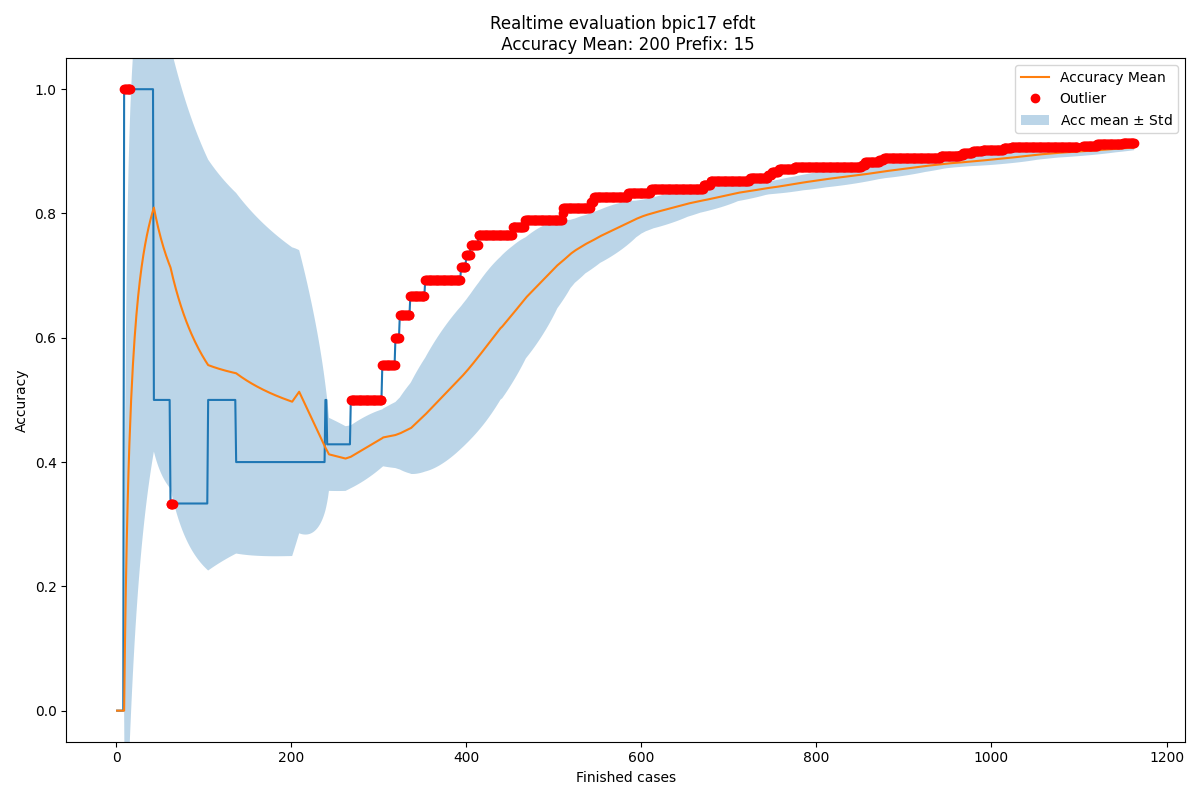 Realtime evaluation bpic17 efdt
Accuracy Mean: 200 Prefix: 15
Accuracy Mean
Outlier
Acc mean ± Std
1.0
0.8
0.6
0.4
0.2
0.0
Accuracy
0 200 400 600 800 1000 1200
Finished cases